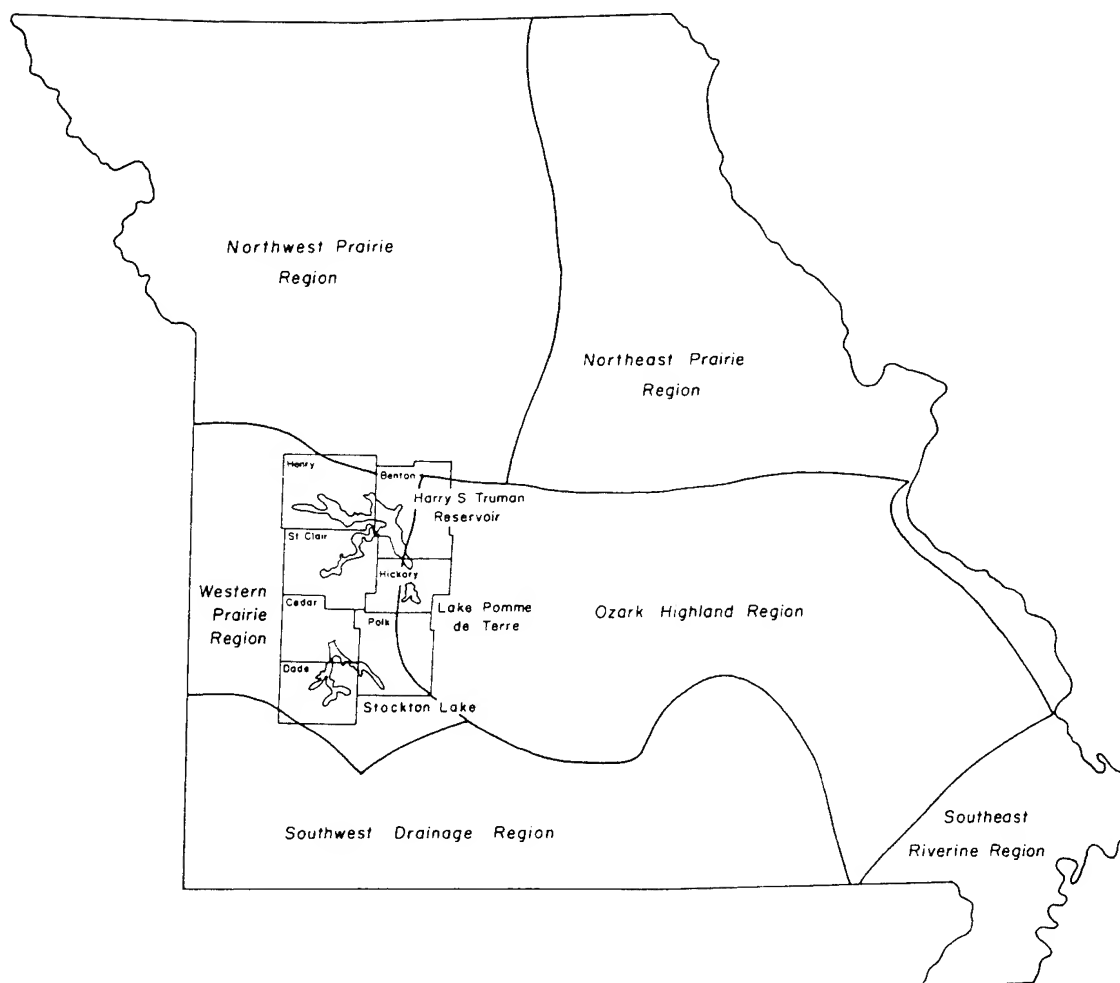 Northwest Prairie
Region
Northeast Prairie
Region
Henry
Benton
Harry S Truman
Reservoir
St Clair
Hickory
Western
Prairie
Region
Cedar
Lake Pomme
de Terre
Polk
Ozark Highland Region
Dade
Stockton Lake
Southwest Drainage Region
Southeast
Riverine Region